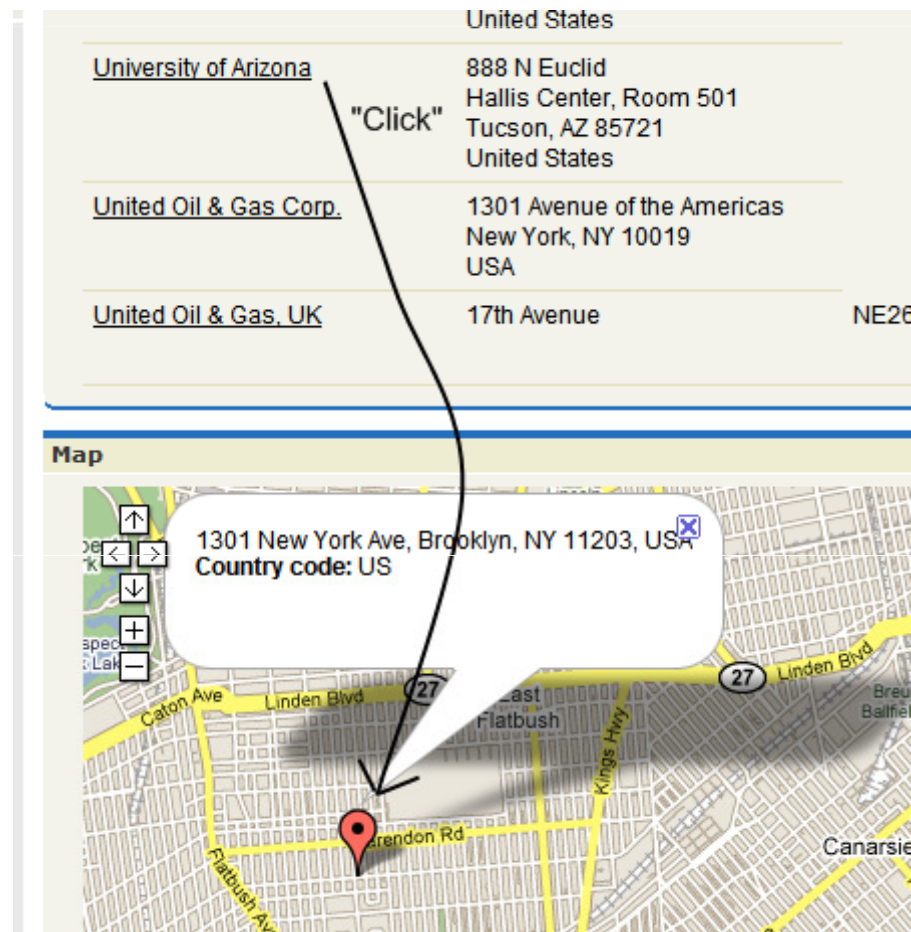 United States
University of Arizona
888 N Euclid
Hallis Center, Room 501
Tucson, AZ 85721
United States
"Click"
United Oil & Gas Corp.
1301 Avenue of the Americas
New York, NY 10019
USA
United Oil & Gas, UK
17th Avenue
NE26
Map
1301 New York Ave, Brooklyn, NY 11203, USA
Country code: US
Lak
Caton Ave
Linden Blvd
27
East
Flatbush
27
Linden Blvd
Kings Hwy
arendon Rd
Flatbush Av
Canarsie